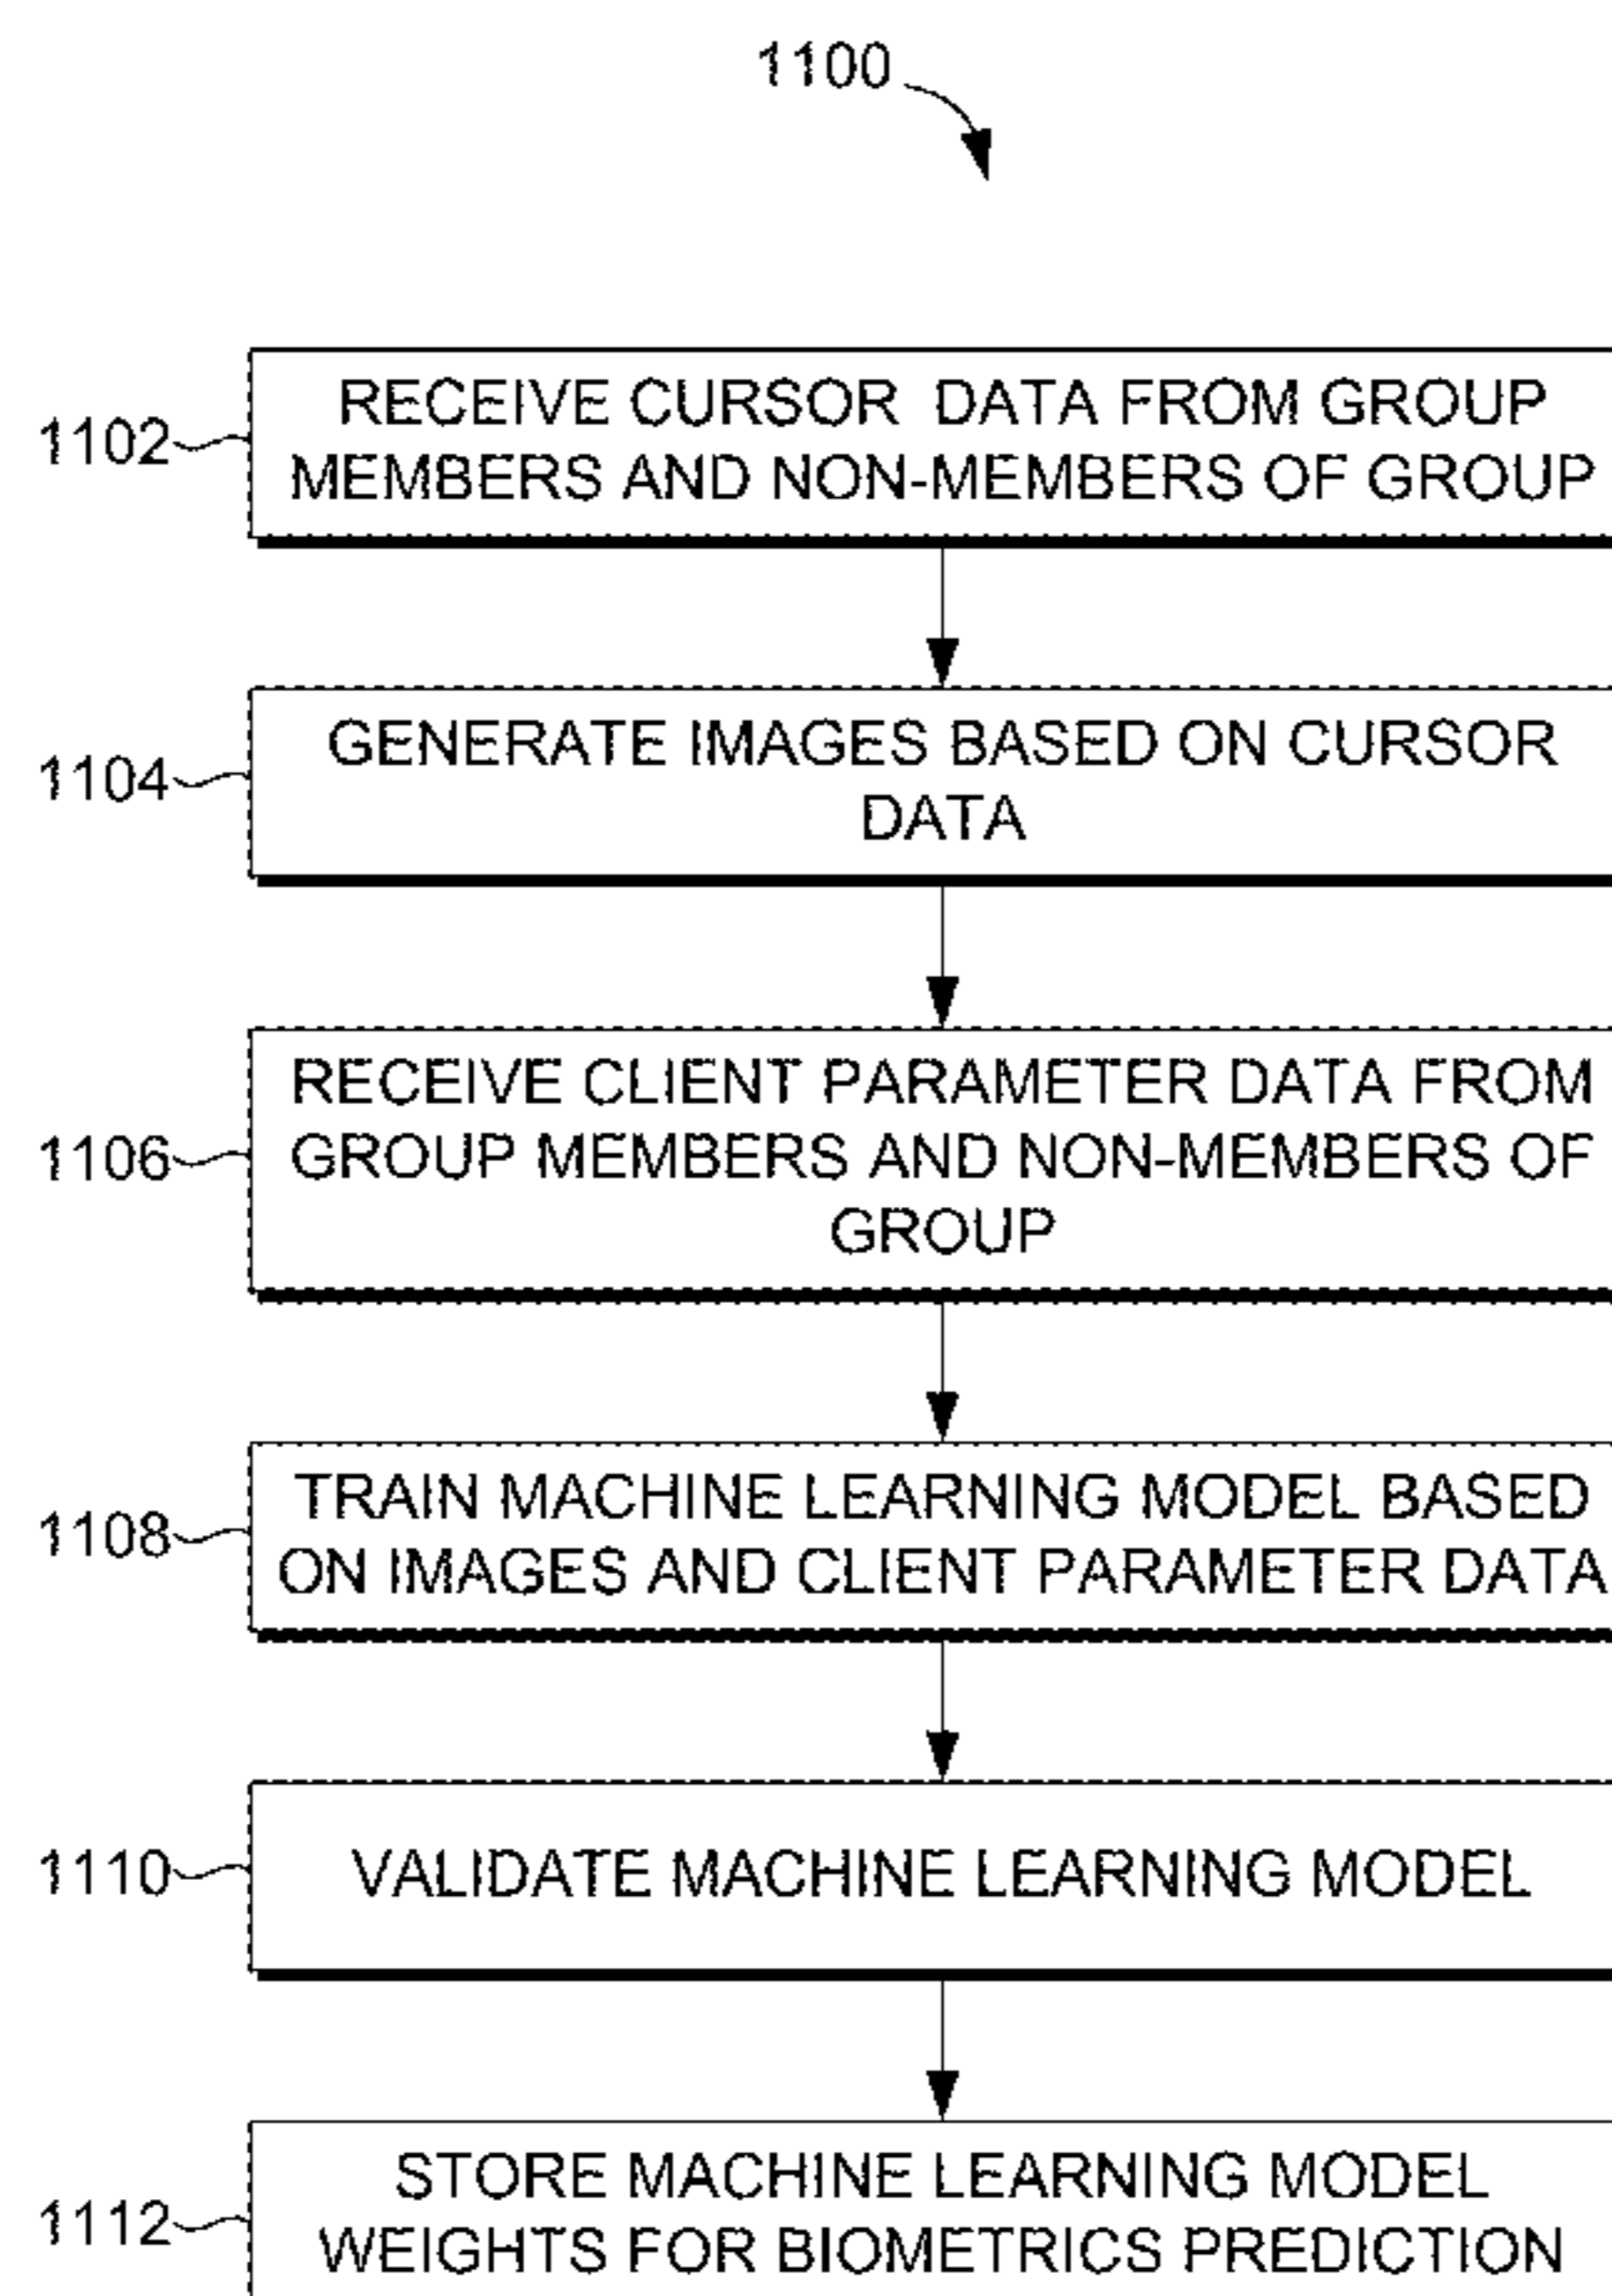 1100
1102
RECEIVE CURSOR DATA FROM GROUP
MEMBERS AND NON-MEMBERS OF GROUP
1104
GENERATE IMAGES BASED ON CURSOR
DATA
1106
RECEIVE CLIENT PARAMETER DATA FROM
GROUP MEMBERS AND NON-MEMBERS OF
GROUP
1108
TRAIN MACHINE LEARNING MODEL BASED
ON IMAGES AND CLIENT PARAMETER DATA
1110
VALIDATE MACHINE LEARNING MODEL
1112
STORE MACHINE LEARNING MODEL
WEIGHTS FOR BIOMETRICS PREDICTION